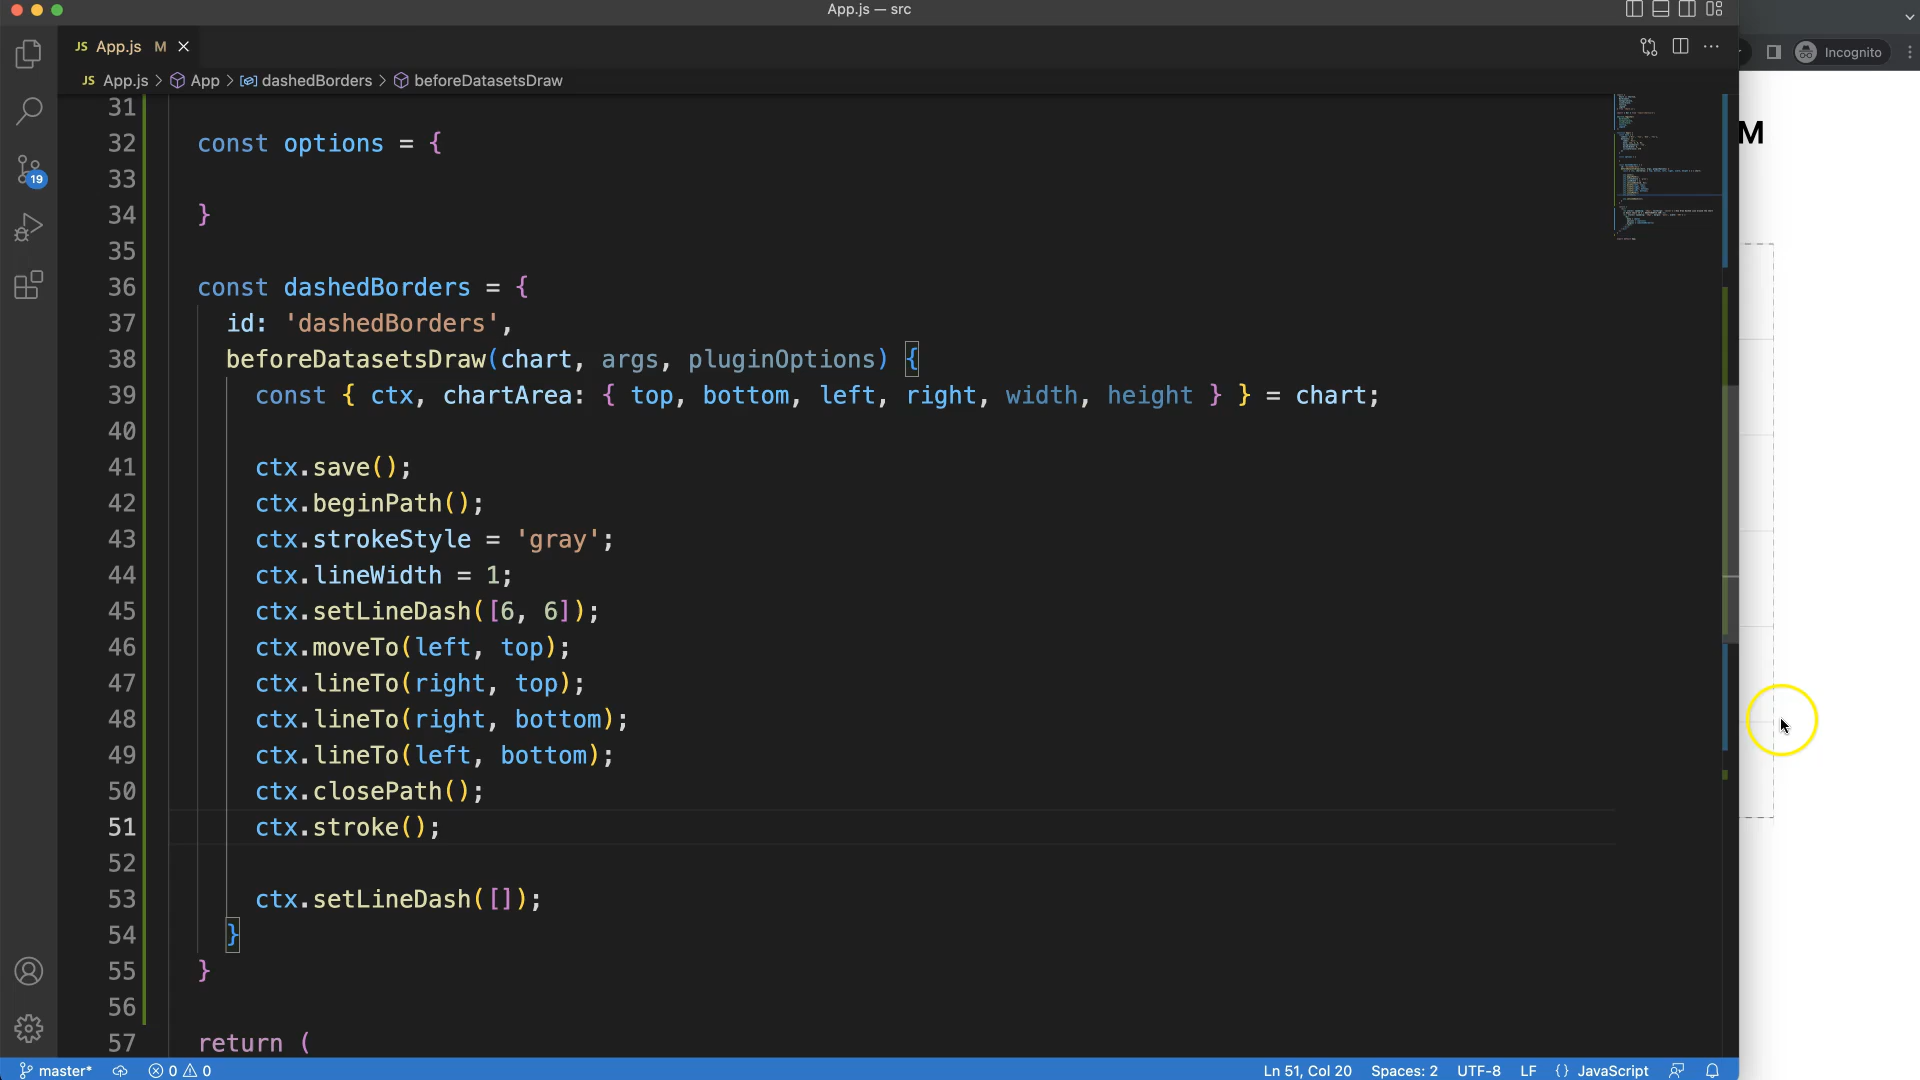 App.js — src
JS App.js M
Incognito
JS App.js > App > dashedBorders > beforeDatasetsDraw
M
31
32 const options = {
33
34 }
35
36 const dashedBorders = {
37 id: 'dashedBorders',
38 beforeDatasetsDraw(chart, args, pluginOptions) {
39 const { ctx, chartArea: { top, bottom, left, right, width, height } } = chart;
40
41 ctx.save();
42 ctx.beginPath();
43 ctx.strokeStyle = 'gray';
44 ctx.lineWidth = 1;
45 ctx.setLineDash([6, 6]);
46 ctx.moveTo(left, top);
47 ctx.lineTo(right, top);
48 ctx.lineTo(right, bottom);
49 ctx.lineTo(left, bottom);
50 ctx.closePath();
51 ctx.stroke();
52
53 ctx.setLineDash([]);
54 }
55 }
56
57 return (
19
master* 0 0 Ln 51, Col 20 Spaces: 2 UTF-8 LF {} JavaScript